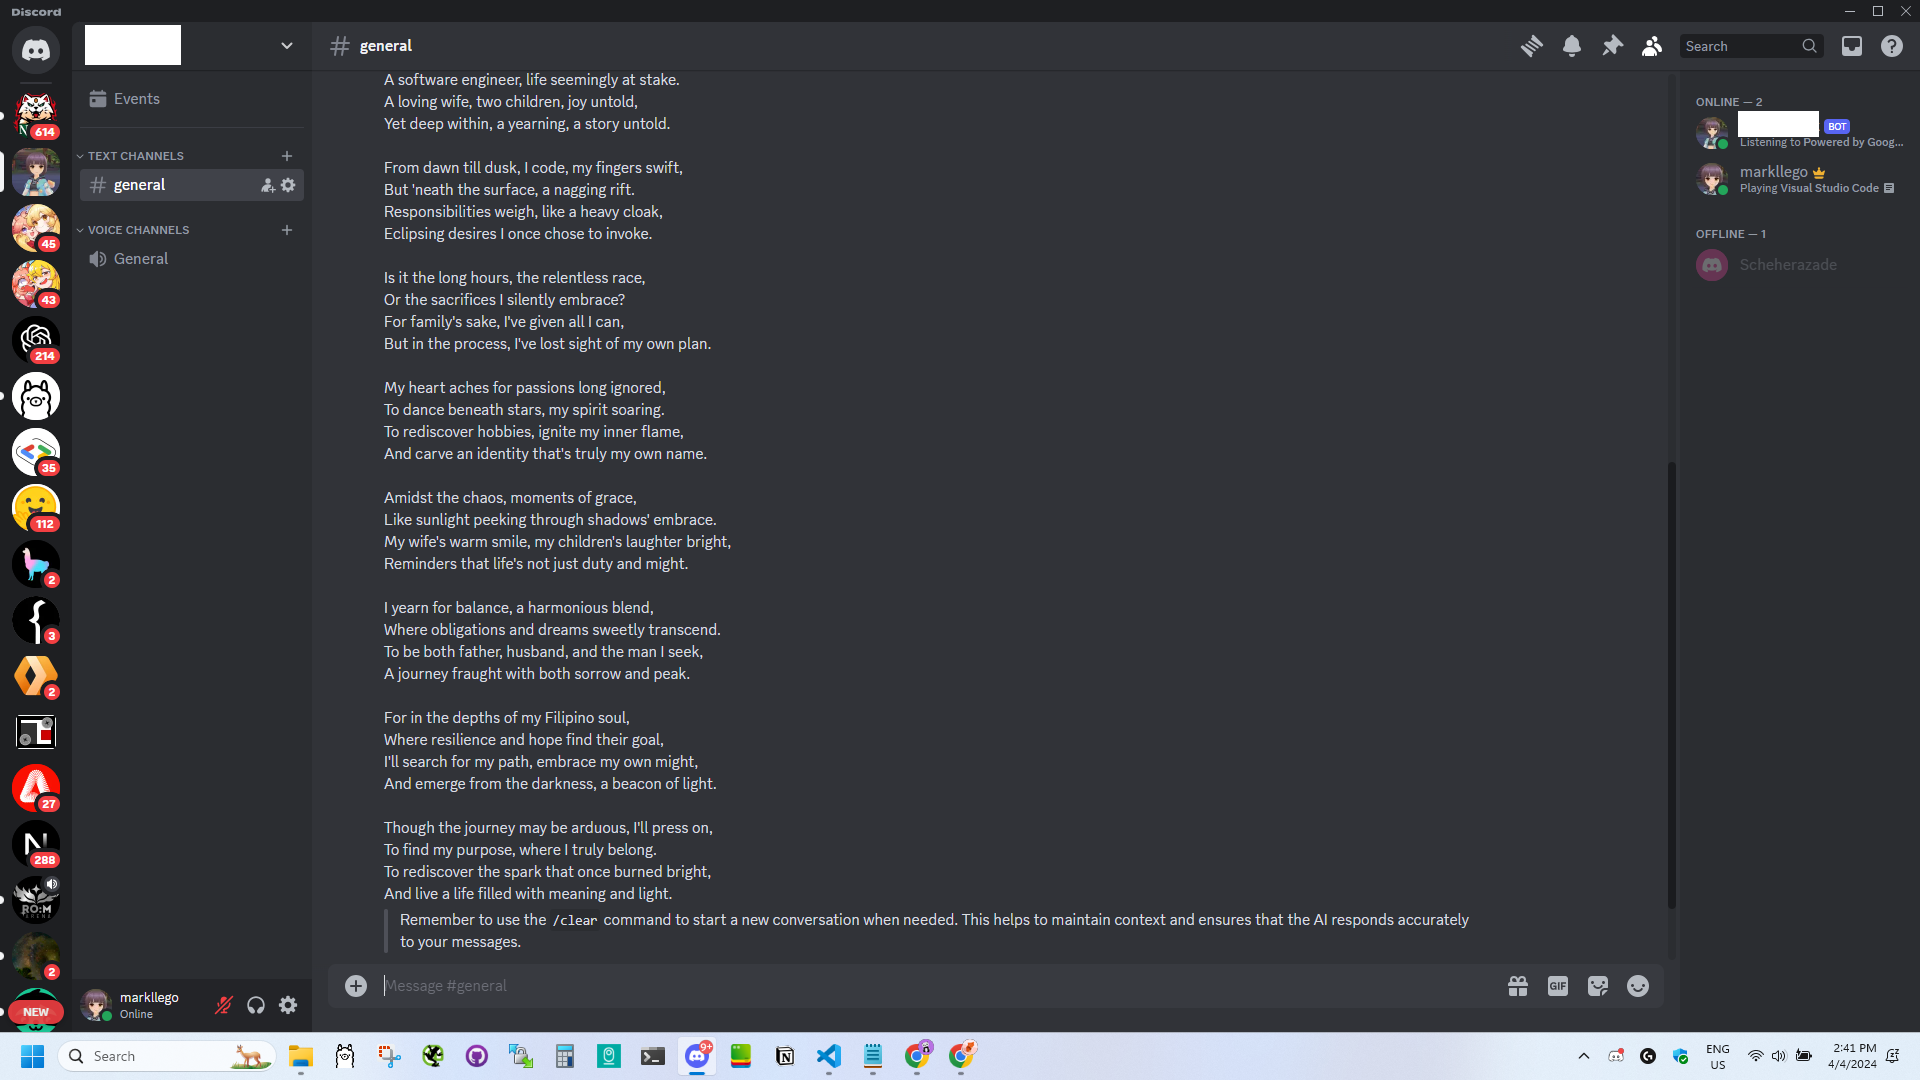 Discord
general
Search
Events
TEXT CHANNELS
general
VOICE CHANNELS
General
614
45
43
214
35
112
2
3
2
27
288
2
NEW
A software engineer, life seemingly at stake.
A loving wife, two children, joy untold,
Yet deep within, a yearning, a story untold.
From dawn till dusk, I code, my fingers swift,
But 'neath the surface, a nagging rift.
Responsibilities weigh, like a heavy cloak,
Eclipsing desires I once chose to invoke.
Is it the long hours, the relentless race,
Or the sacrifices I silently embrace?
For family's sake, I've given all I can,
But in the process, I've lost sight of my own plan.
My heart aches for passions long ignored,
To dance beneath stars, my spirit soaring.
To rediscover hobbies, ignite my inner flame,
And carve an identity that's truly my own name.
Amidst the chaos, moments of grace,
Like sunlight peeking through shadows' embrace.
My wife's warm smile, my children's laughter bright,
Reminders that life's not just duty and might.
I yearn for balance, a harmonious blend,
Where obligations and dreams sweetly transcend.
To be both father, husband, and the man I seek,
A journey fraught with both sorrow and peak.
For in the depths of my Filipino soul,
Where resilience and hope find their goal,
I'll search for my path, embrace my own might,
And emerge from the darkness, a beacon of light.
Though the journey may be arduous, I'll press on,
To find my purpose, where I truly belong.
To rediscover the spark that once burned bright,
And live a life filled with meaning and light.
Remember to use the /clear command to start a new conversation when needed. This helps to maintain context and ensures that the AI responds accurately
to your messages.
Message #general
GIF
ONLINE — 2
BOT
Listening to Powered by Goog...
markllego
Playing Visual Studio Code
OFFLINE — 1
Scheherazade
markllego
Online
Search
9+
ENG
US
2:41 PM
4/4/2024